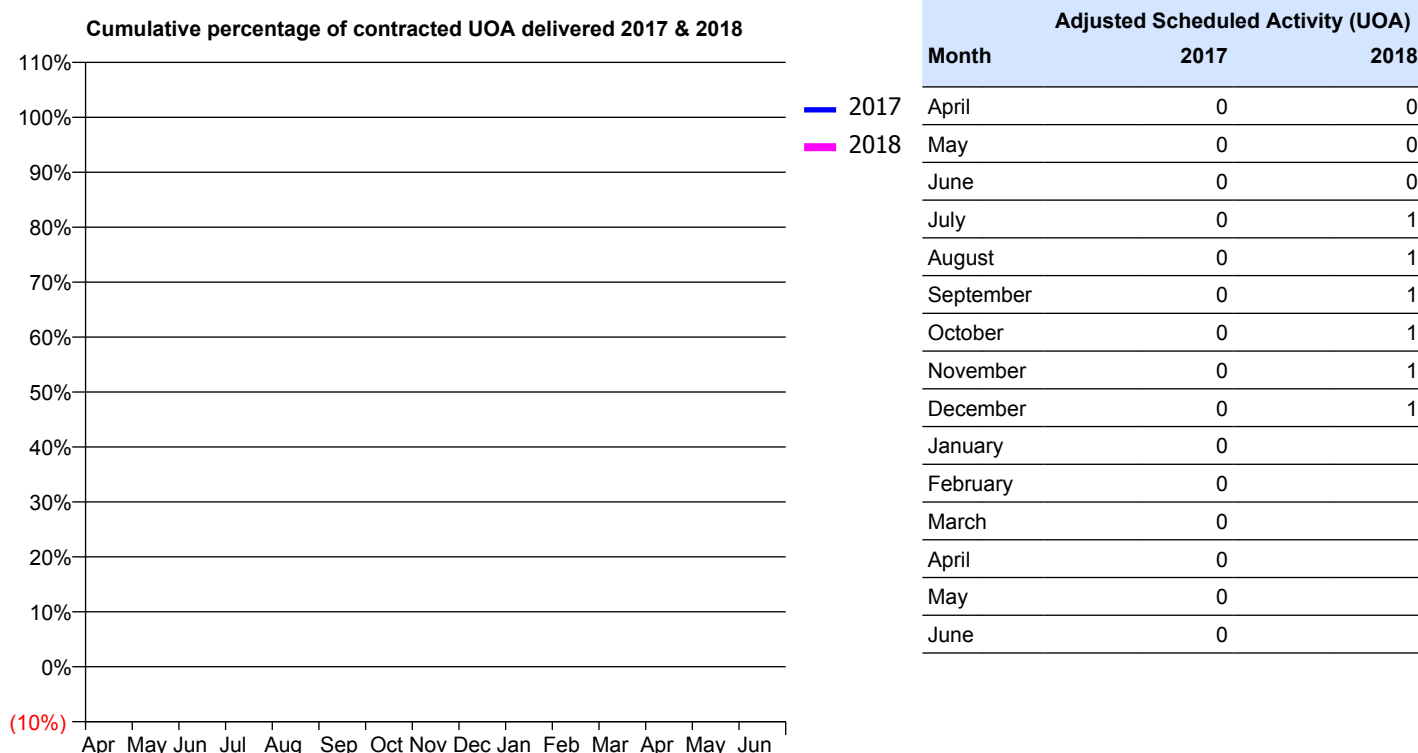 Cumulative percentage of contracted UOA delivered 2017 & 2018
110%
100%
90%
80%
70%
60%
50%
40%
30%
20%
10%
0%
(10%)
Apr May Jun Jul Aug Sep Oct Nov Dec Jan Feb Mar Apr May Jun
2017
2018
Adjusted Scheduled Activity (UOA)
Month 2017 2018
April 0 0
May 0 0
June 0 0
July 0 1
August 0 1
September 0 1
October 0 1
November 0 1
December 0 1
January 0
February 0
March 0
April 0
May 0
June 0